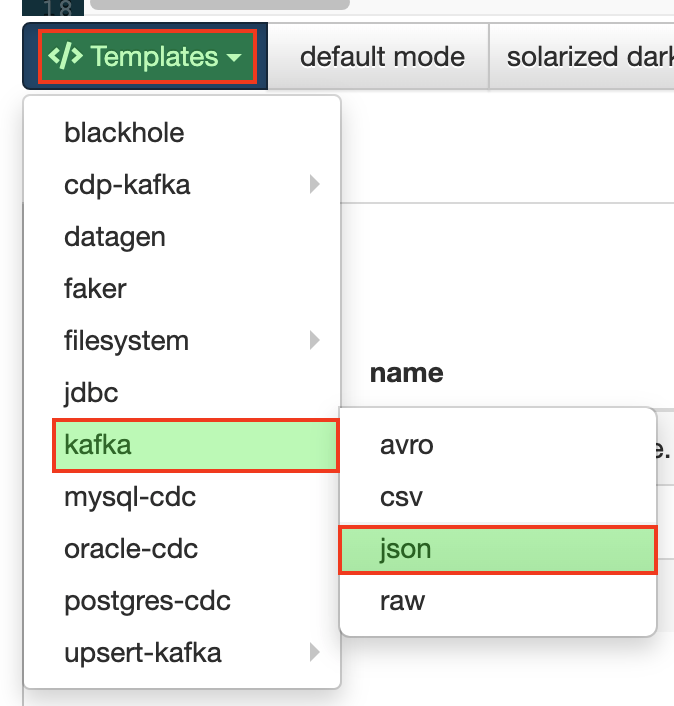 18
</> Templates
default mode
solarized dark
blackhole
cdp-kafka
datagen
faker
filesystem
jdbc
name
kafka
avro
e.
mysql-cdc
csv
oracle-cdc
json
postgres-cdc
raw
upsert-kafka